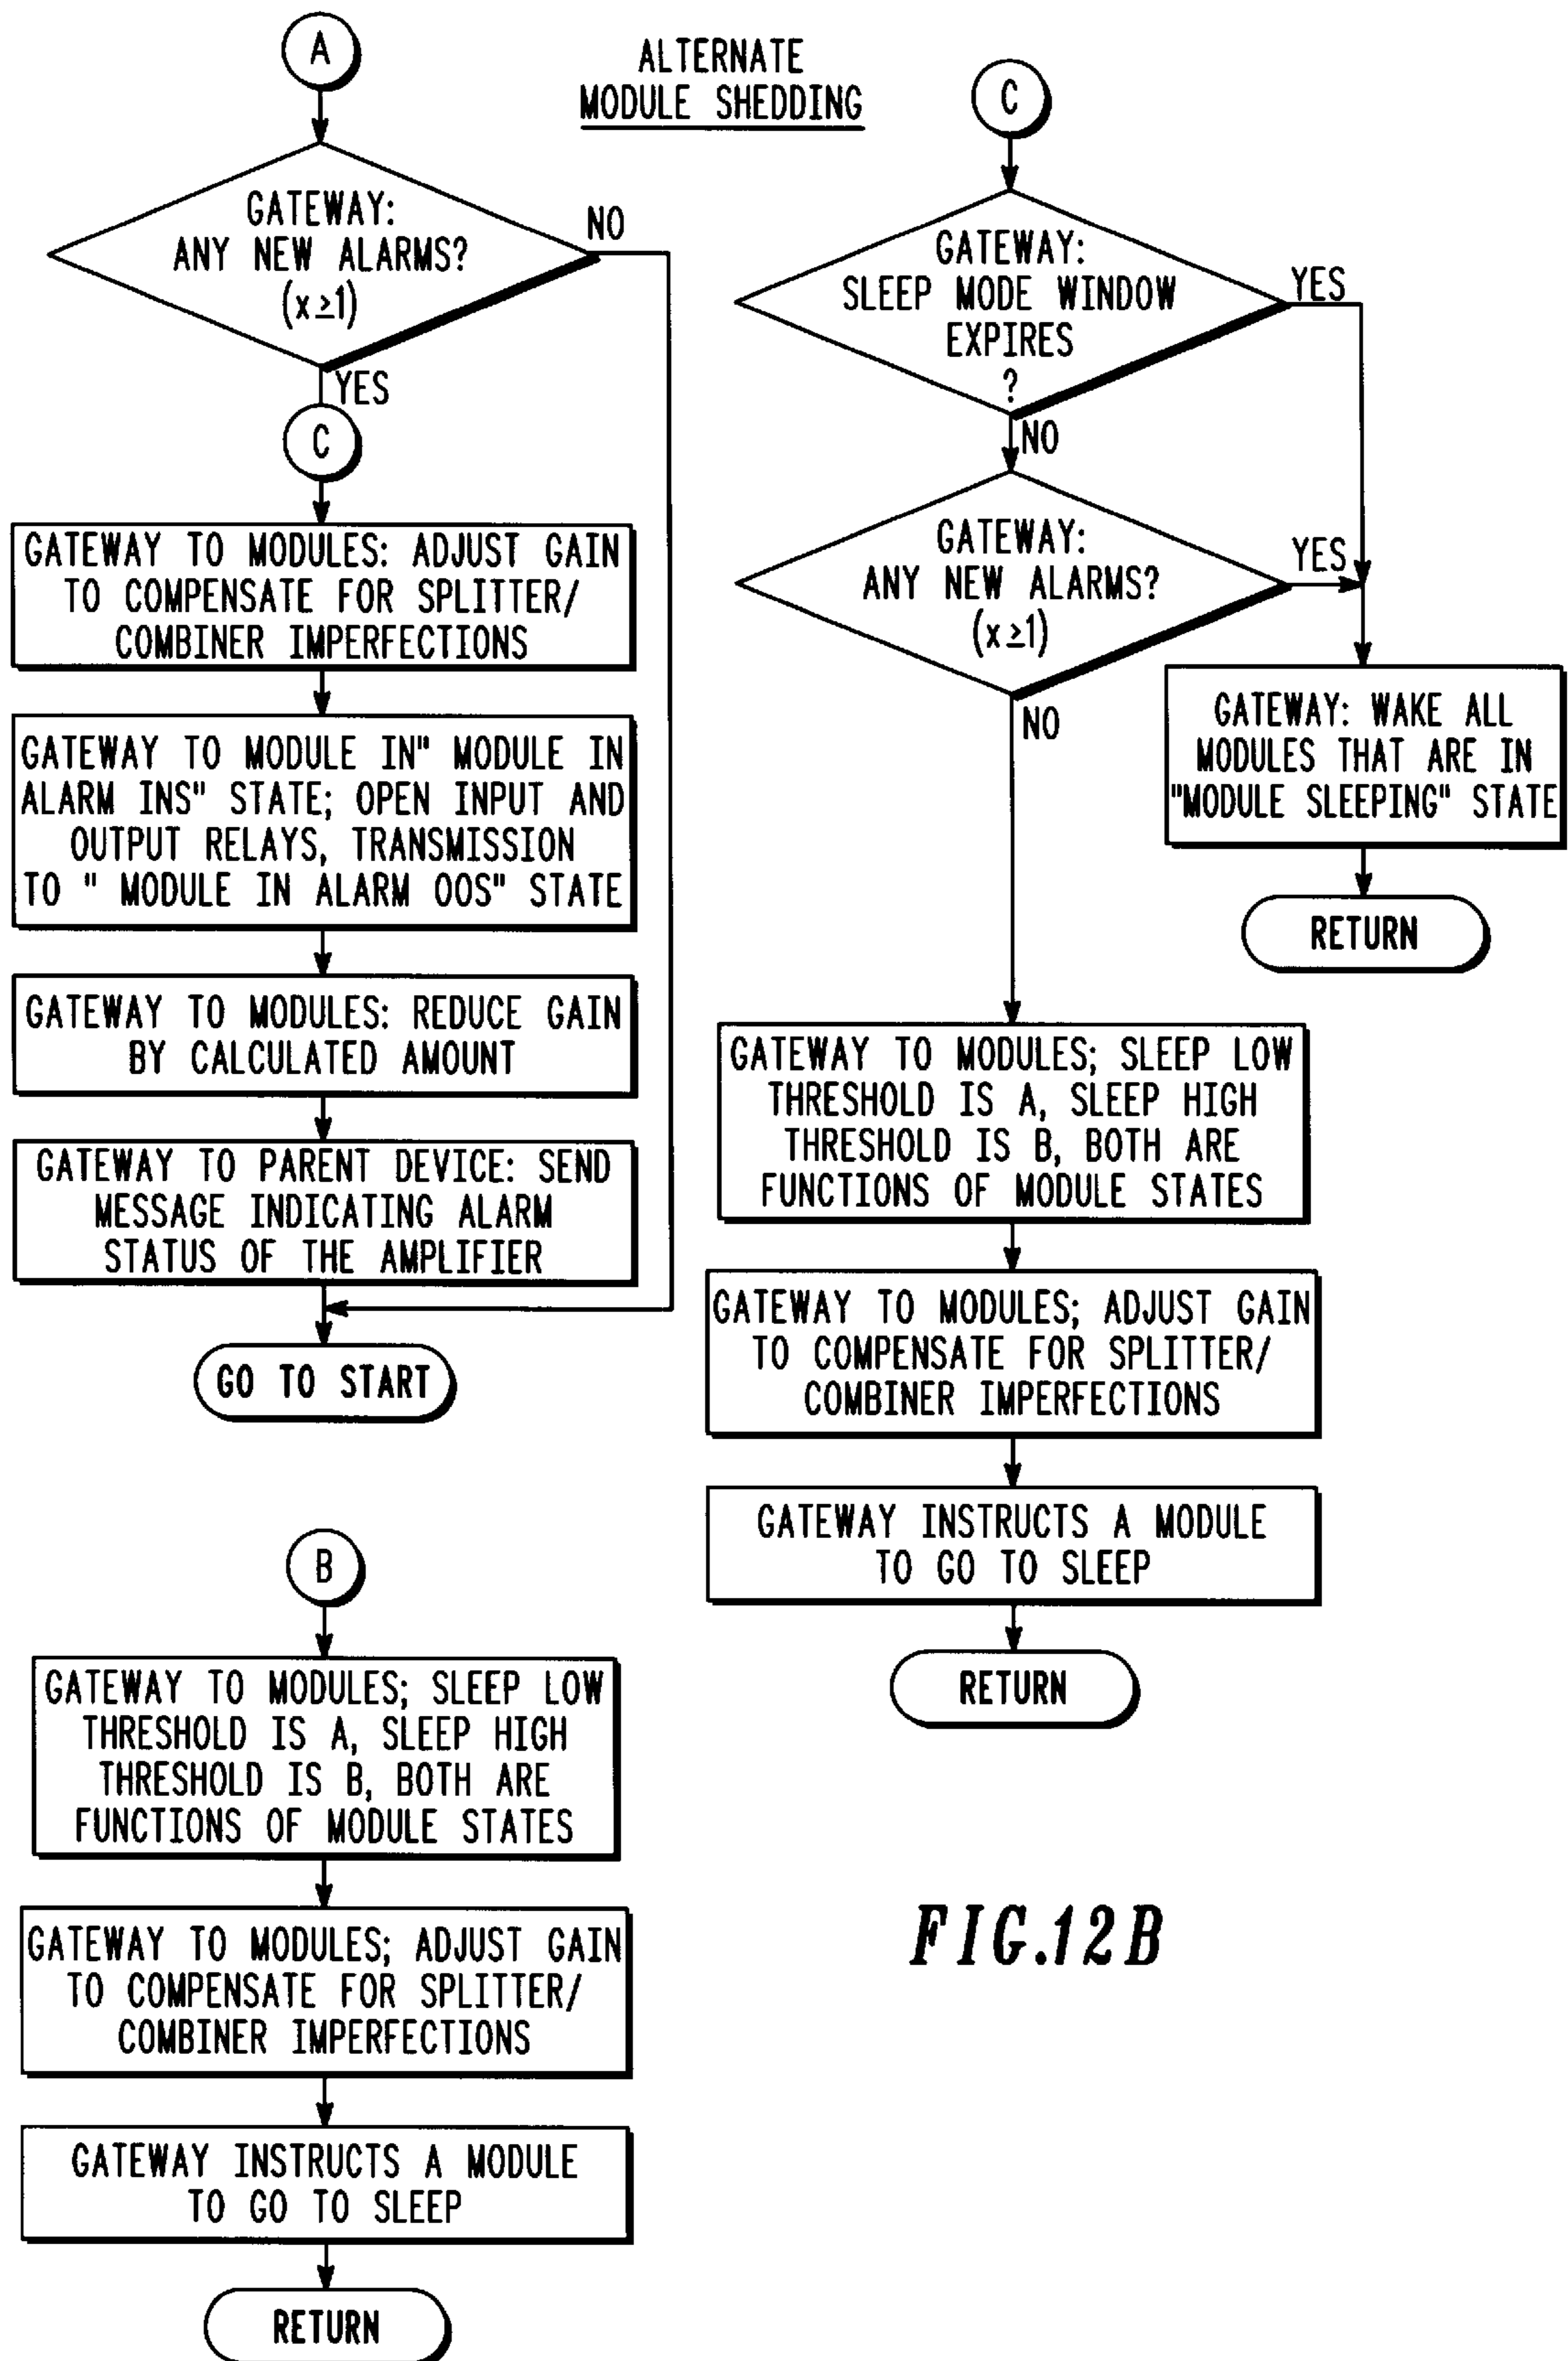 A
ALTERNATE
MODULE SHEDDING
GATEWAY:
ANY NEW ALARMS?
(x≥1)
NO
YES
C
GATEWAY TO MODULES: ADJUST GAIN
TO COMPENSATE FOR SPLITTER/
COMBINER IMPERFECTIONS
GATEWAY TO MODULE IN" MODULE IN
ALARM INS" STATE; OPEN INPUT AND
OUTPUT RELAYS, TRANSMISSION
TO " MODULE IN ALARM OOS" STATE
GATEWAY TO MODULES: REDUCE GAIN
BY CALCULATED AMOUNT
GATEWAY TO PARENT DEVICE: SEND
MESSAGE INDICATING ALARM
STATUS OF THE AMPLIFIER
GO TO START
B
GATEWAY TO MODULES; SLEEP LOW
THRESHOLD IS A, SLEEP HIGH
THRESHOLD IS B, BOTH ARE
FUNCTIONS OF MODULE STATES
GATEWAY TO MODULES; ADJUST GAIN
TO COMPENSATE FOR SPLITTER/
COMBINER IMPERFECTIONS
GATEWAY INSTRUCTS A MODULE
TO GO TO SLEEP
RETURN
C
GATEWAY:
SLEEP MODE WINDOW
EXPIRES
?
YES
NO
GATEWAY:
ANY NEW ALARMS?
(x≥1)
YES
NO
GATEWAY: WAKE ALL
MODULES THAT ARE IN
"MODULE SLEEPING" STATE
RETURN
GATEWAY TO MODULES; SLEEP LOW
THRESHOLD IS A, SLEEP HIGH
THRESHOLD IS B, BOTH ARE
FUNCTIONS OF MODULE STATES
GATEWAY TO MODULES; ADJUST GAIN
TO COMPENSATE FOR SPLITTER/
COMBINER IMPERFECTIONS
GATEWAY INSTRUCTS A MODULE
TO GO TO SLEEP
RETURN
FIG.12B